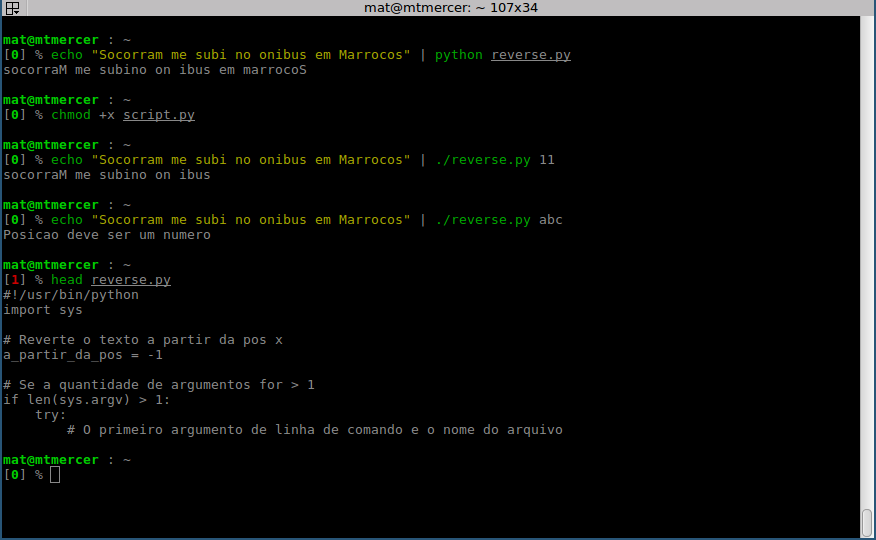 mat@mtmercer: ~ 107x34
mat@mtmercer : ~
[0] % echo "Socorram me subi no onibus em Marrocos" | python reverse.py
socorraM me subino on ibus em marrocoS
mat@mtmercer : ~
[0] % chmod +x script.py
mat@mtmercer : ~
[0] % echo "Socorram me subi no onibus em Marrocos" | ./reverse.py 11
socorraM me subino on ibus
mat@mtmercer : ~
[0] % echo "Socorram me subi no onibus em Marrocos" | ./reverse.py abc
Posicao deve ser um numero
mat@mtmercer : ~
[1] % head reverse.py
#!/usr/bin/python
import sys
# Reverte o texto a partir da pos x
a_partir_da_pos = -1
# Se a quantidade de argumentos for > 1
if len(sys.argv) > 1:
    try:
        # O primeiro argumento de linha de comando e o nome do arquivo
mat@mtmercer : ~
[0] %